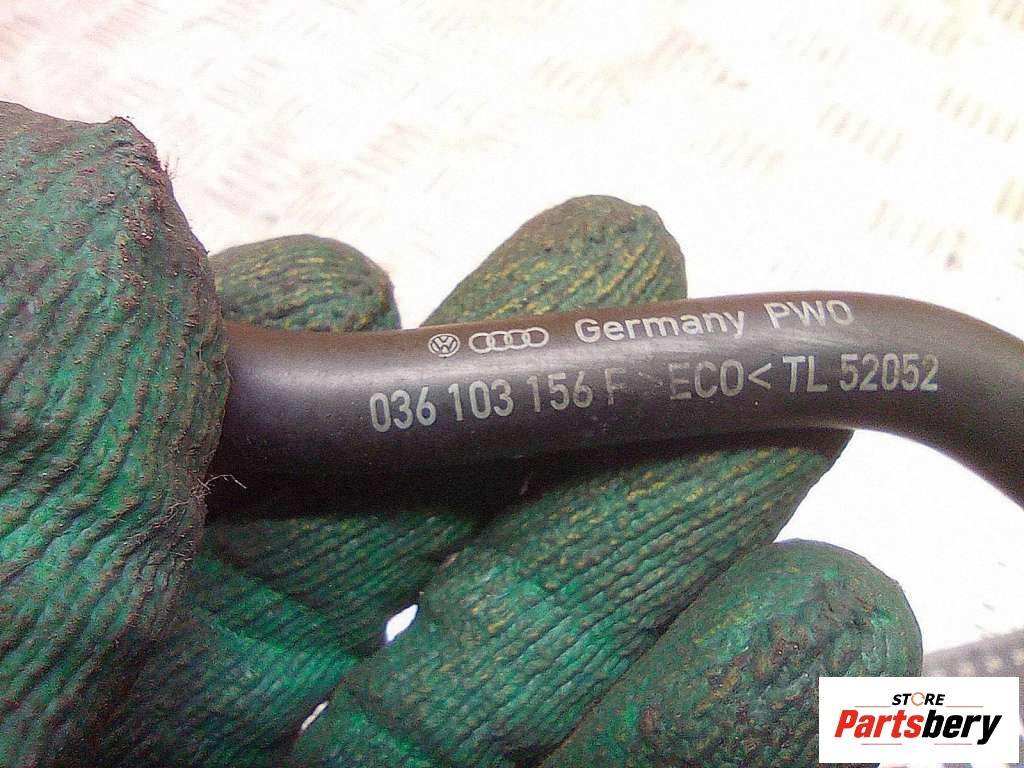 Germany PWO
036 103 156 F >ECO< TL 52052
STORE
Partsbery